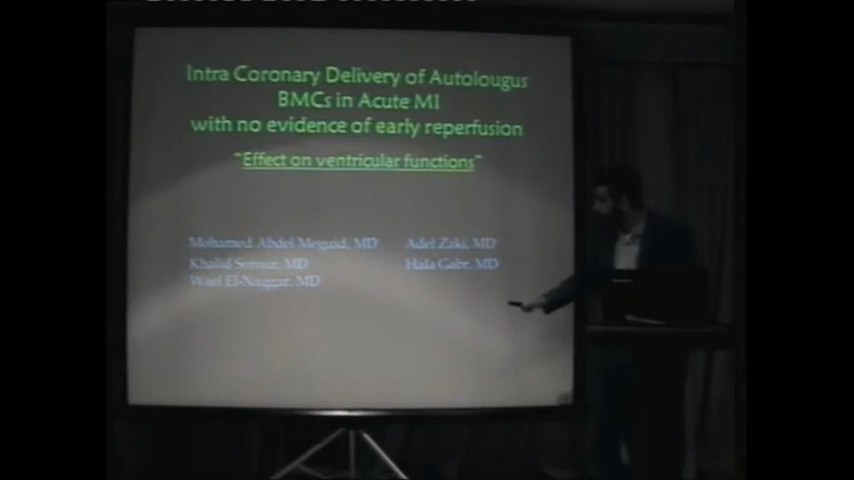 Intra Coronary Delivery of Autolougus
BMCs in Acute MI
with no evidence of early reperfusion
"Effect on ventricular functions"
Mohamed Abdel Meguid, MD
Adel Zaki, MD
Khalid Sorour, MD
Hala Gabr, MD
Wael El-Naggar, MD